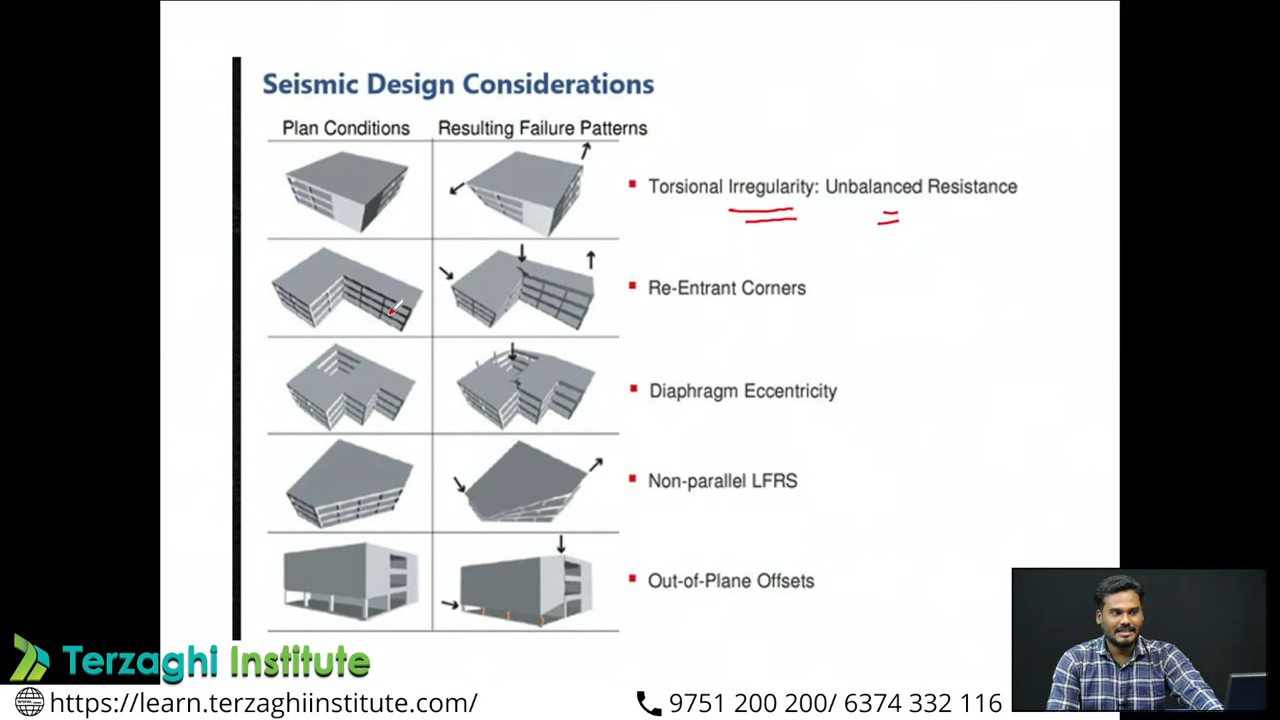 Seismic Design Considerations
Plan Conditions
Resulting Failure Patterns
Torsional Irregularity: Unbalanced Resistance
Re-Entrant Corners
Diaphragm Eccentricity
Non-parallel LFRS
Out-of-Plane Offsets
Terzaghi Institute
https://learn.terzaghiinstitute.com/
9751 200 200/ 6374 332 116